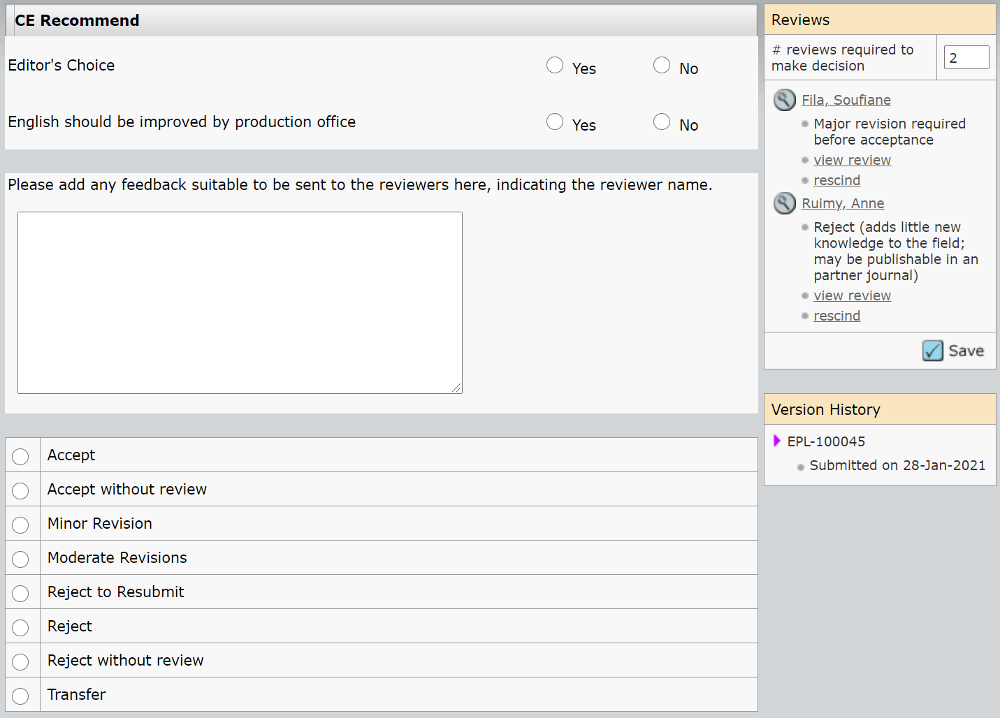 CE Recommend
Editor's Choice
Yes
No
English should be improved by production office
Yes
No
Please add any feedback suitable to be sent to the reviewers here, indicating the reviewer name.
Accept
Accept without review
Minor Revision
Moderate Revisions
Reject to Resubmit
Reject
Reject without review
Transfer
Reviews
# reviews required to
make decision
2
Fila, Soufiane
Major revision required
before acceptance
view review
rescind
Ruimy, Anne
Reject (adds little new
knowledge to the field;
may be publishable in an
partner journal)
view review
rescind
Save
Version History
EPL-100045
Submitted on 28-Jan-2021